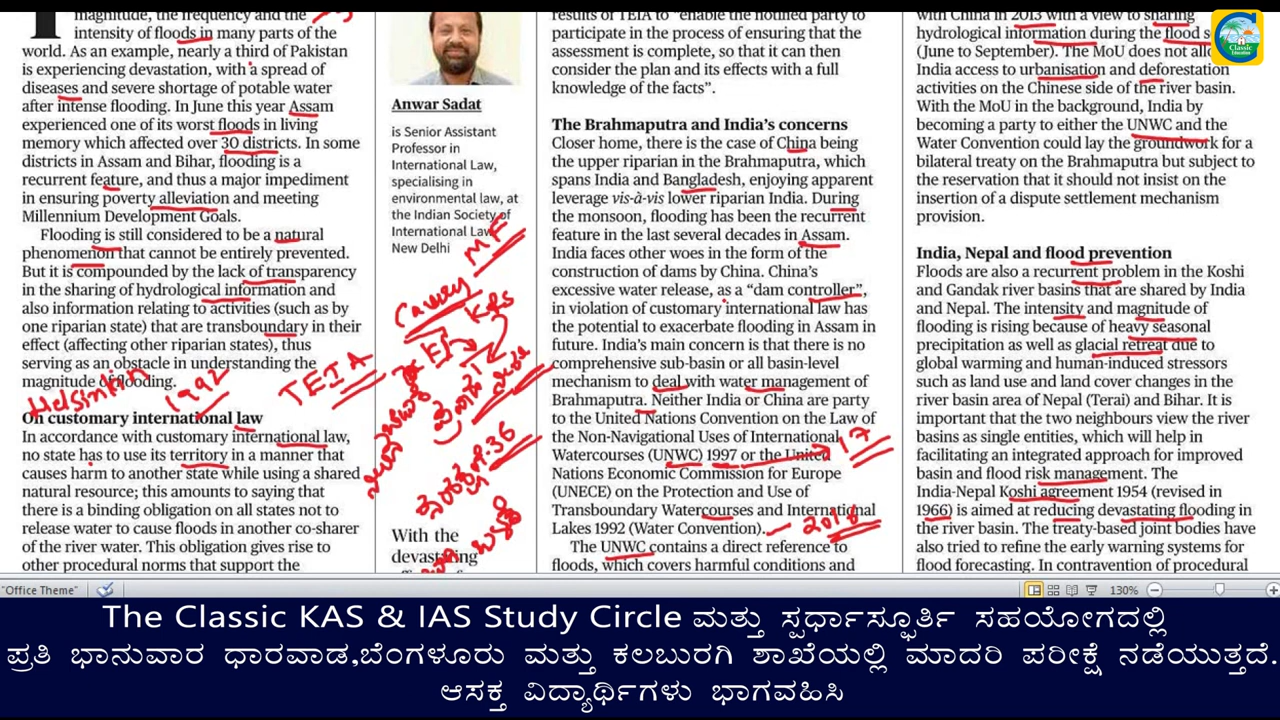 magnitude, the frequency and the
intensity of floods in many parts of the
world. As an example, nearly a third of Pakistan
is experiencing devastation, with a spread of
diseases and severe shortage of potable water
after intense flooding. In June this year Assam
experienced one of its worst floods in living
memory which affected over 30 districts. In some
districts in Assam and Bihar, flooding is a
recurrent feature, and thus a major impediment
in ensuring poverty alleviation and meeting
Millennium Development Goals.
Flooding is still considered to be a natural
phenomenon that cannot be entirely prevented.
But it is compounded by the lack of transparency
in the sharing of hydrological information and
also information relating to activities (such as by
one riparian state) that are transboundary in their
effect (affecting other riparian states), thus
serving as an obstacle in understanding the
magnitude of flooding.
Helsinkin 1992 TEIA
On customary international law
In accordance with customary international law,
no state has to use its territory in a manner that
causes harm to another state while using a shared
natural resource; this amounts to saying that
there is a binding obligation on all states not to
release water to cause floods in another co-sharer
of the river water. This obligation gives rise to
other procedural norms that support the
Anwar Sadat
is Senior Assistant
Professor in
International Law,
specialising in
environmental law, at
the Indian Society of
International Law,
New Delhi
Cauvery
KRS
With the
devastating
results of TEIA to "enable the notified party to
participate in the process of ensuring that the
assessment is complete, so that it can then
consider the plan and its effects with a full
knowledge of the facts".
The Brahmaputra and India's concerns
Closer home, there is the case of China being
the upper riparian in the Brahmaputra, which
spans India and Bangladesh, enjoying apparent
leverage vis-à-vis lower riparian India. During
the monsoon, flooding has been the recurrent
feature in the last several decades in Assam.
India faces other woes in the form of the
construction of dams by China. China's
excessive water release, as a "dam controller",
in violation of customary international law has
the potential to exacerbate flooding in Assam in
future. India's main concern is that there is no
comprehensive sub-basin or all basin-level
mechanism to deal with water management of
Brahmaputra. Neither India or China are party
to the United Nations Convention on the Law of
the Non-Navigational Uses of International
Watercourses (UNWC) 1997 or the United 17
Nations Economic Commission for Europe
(UNECE) on the Protection and Use of
Transboundary Watercourses and International
Lakes 1992 (Water Convention). 2016
The UNWC contains a direct reference to
floods, which covers harmful conditions and
with China in 2013 with a view to sharing
hydrological information during the flood s
(June to September). The MoU does not allo
India access to urbanisation and deforestation
activities on the Chinese side of the river basin.
With the MoU in the background, India by
becoming a party to either the UNWC and the
Water Convention could lay the groundwork for a
bilateral treaty on the Brahmaputra but subject to
the reservation that it should not insist on the
insertion of a dispute settlement mechanism
provision.
India, Nepal and flood prevention
Floods are also a recurrent problem in the Koshi
and Gandak river basins that are shared by India
and Nepal. The intensity and magnitude of
flooding is rising because of heavy seasonal
precipitation as well as glacial retreat due to
global warming and human-induced stressors
such as land use and land cover changes in the
river basin area of Nepal (Terai) and Bihar. It is
important that the two neighbours view the river
basins as single entities, which will help in
facilitating an integrated approach for improved
basin and flood risk management. The
India-Nepal Koshi agreement 1954 (revised in
1966) is aimed at reducing devastating flooding in
the river basin. The treaty-based joint bodies have
also tried to refine the early warning systems for
flood forecasting. In contravention of procedural
Classic
Education
"Office Theme"
130%
The Classic KAS & IAS Study Circle ಮತ್ತು ಸ್ಪರ್ಧಾಸ್ಫೂರ್ತಿ ಸಹಯೋಗದಲ್ಲಿ
ಪ್ರತಿ ಭಾನುವಾರ ಧಾರವಾಡ,ಬೆಂಗಳೂರು ಮತ್ತು ಕಲಬುರಗಿ ಶಾಖೆಯಲ್ಲಿ ಮಾದರಿ ಪರೀಕ್ಷೆ ನಡೆಯುತ್ತದೆ.
ಆಸಕ್ತ ವಿದ್ಯಾರ್ಥಿಗಳು ಭಾಗವಹಿಸಿ